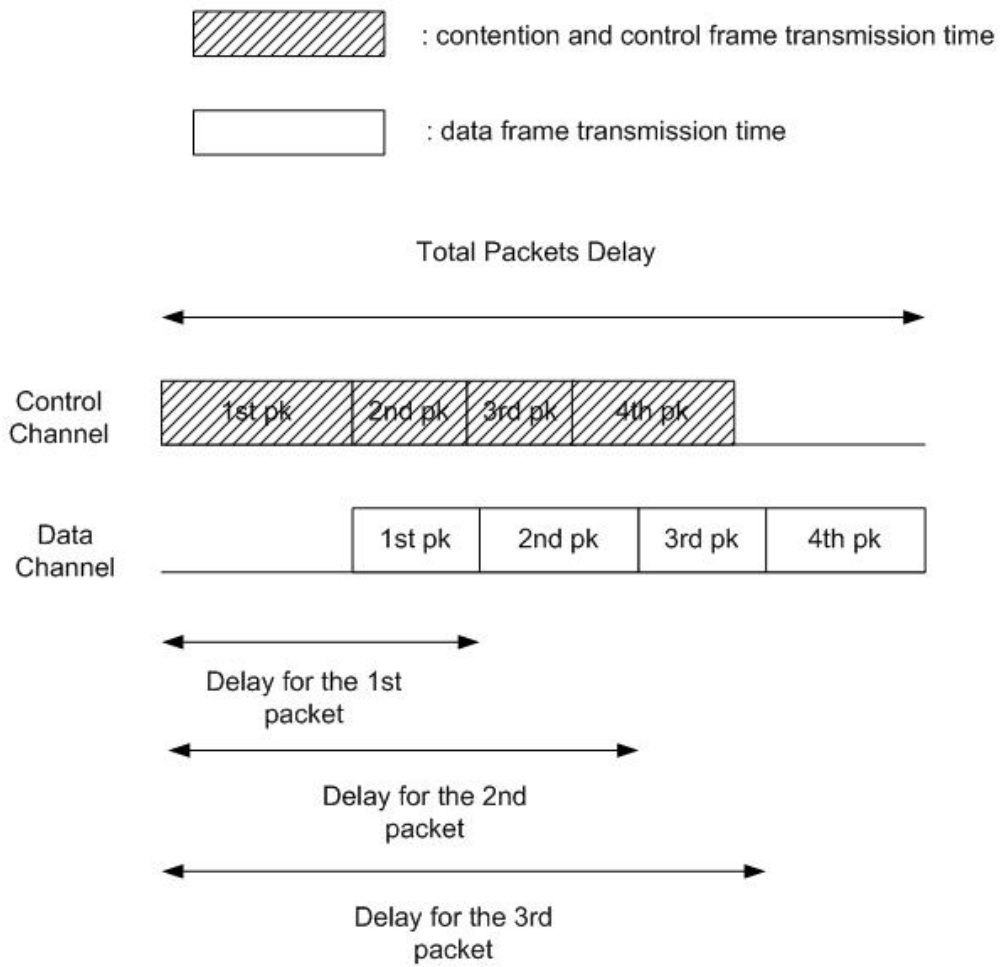 : contention and control frame transmission time
: data frame transmission time
Total Packets Delay
Control
Channel
1st pk
2nd pk
3rd pk
4th pk
Data
Channel
1st pk
2nd pk
3rd pk
4th pk
Delay for the 1st
packet
Delay for the 2nd
packet
Delay for the 3rd
packet